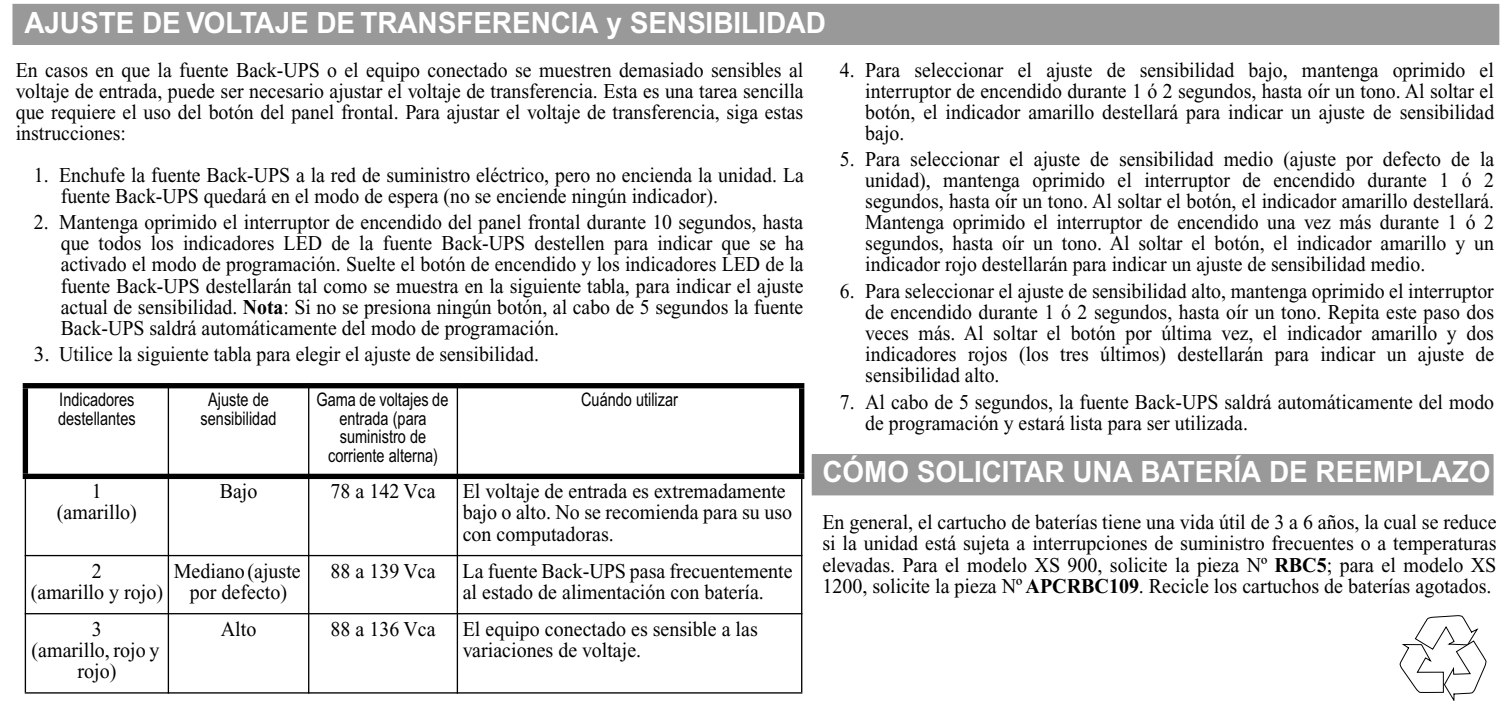 AJUSTE DE VOLTAJE DE TRANSFERENCIA y SENSIBILIDAD
En casos en que la fuente Back-UPS o el equipo conectado se muestren demasiado sensibles al
voltaje de entrada, puede ser necesario ajustar el voltaje de transferencia. Esta es una tarea sencilla
que requiere el uso del botón del panel frontal. Para ajustar el voltaje de transferencia, siga estas
instrucciones:
1. Enchufe la fuente Back-UPS a la red de suministro eléctrico, pero no encienda la unidad. La
fuente Back-UPS quedará en el modo de espera (no se enciende ningún indicador).
2. Mantenga oprimido el interruptor de encendido del panel frontal durante 10 segundos, hasta
que todos los indicadores LED de la fuente Back-UPS destellen para indicar que se ha
activado el modo de programación. Suelte el botón de encendido y los indicadores LED de la
fuente Back-UPS destellarán tal como se muestra en la siguiente tabla, para indicar el ajuste
actual de sensibilidad. Nota: Si no se presiona ningún botón, al cabo de 5 segundos la fuente
Back-UPS saldrá automáticamente del modo de programación.
3. Utilice la siguiente tabla para elegir el ajuste de sensibilidad.
Indicadores
destellantes
Ajuste de
sensibilidad
Gama de voltajes de
entrada (para
suministro de
corriente alterna)
Cuándo utilizar
1
(amarillo)
Bajo
78 a 142 Vca
El voltaje de entrada es extremadamente
bajo o alto. No se recomienda para su uso
con computadoras.
2
(amarillo y rojo)
Mediano (ajuste
por defecto)
88 a 139 Vca
La fuente Back-UPS pasa frecuentemente
al estado de alimentación con batería.
3
(amarillo, rojo y
rojo)
Alto
88 a 136 Vca
El equipo conectado es sensible a las
variaciones de voltaje.
4. Para seleccionar el ajuste de sensibilidad bajo, mantenga oprimido el
interruptor de encendido durante 1 ó 2 segundos, hasta oír un tono. Al soltar el
botón, el indicador amarillo destellará para indicar un ajuste de sensibilidad
bajo.
5. Para seleccionar el ajuste de sensibilidad medio (ajuste por defecto de la
unidad), mantenga oprimido el interruptor de encendido durante 1 ó 2
segundos, hasta oír un tono. Al soltar el botón, el indicador amarillo destellará.
Mantenga oprimido el interruptor de encendido una vez más durante 1 ó 2
segundos, hasta oír un tono. Al soltar el botón, el indicador amarillo y un
indicador rojo destellarán para indicar un ajuste de sensibilidad medio.
6. Para seleccionar el ajuste de sensibilidad alto, mantenga oprimido el interruptor
de encendido durante 1 ó 2 segundos, hasta oír un tono. Repita este paso dos
veces más. Al soltar el botón por última vez, el indicador amarillo y dos
indicadores rojos (los tres últimos) destellarán para indicar un ajuste de
sensibilidad alto.
7. Al cabo de 5 segundos, la fuente Back-UPS saldrá automáticamente del modo
de programación y estará lista para ser utilizada.
CÓMO SOLICITAR UNA BATERÍA DE REEMPLAZO
En general, el cartucho de baterías tiene una vida útil de 3 a 6 años, la cual se reduce
si la unidad está sujeta a interrupciones de suministro frecuentes o a temperaturas
elevadas. Para el modelo XS 900, solicite la pieza Nº RBC5; para el modelo XS
1200, solicite la pieza Nº APCRBC109. Recicle los cartuchos de baterías agotados.